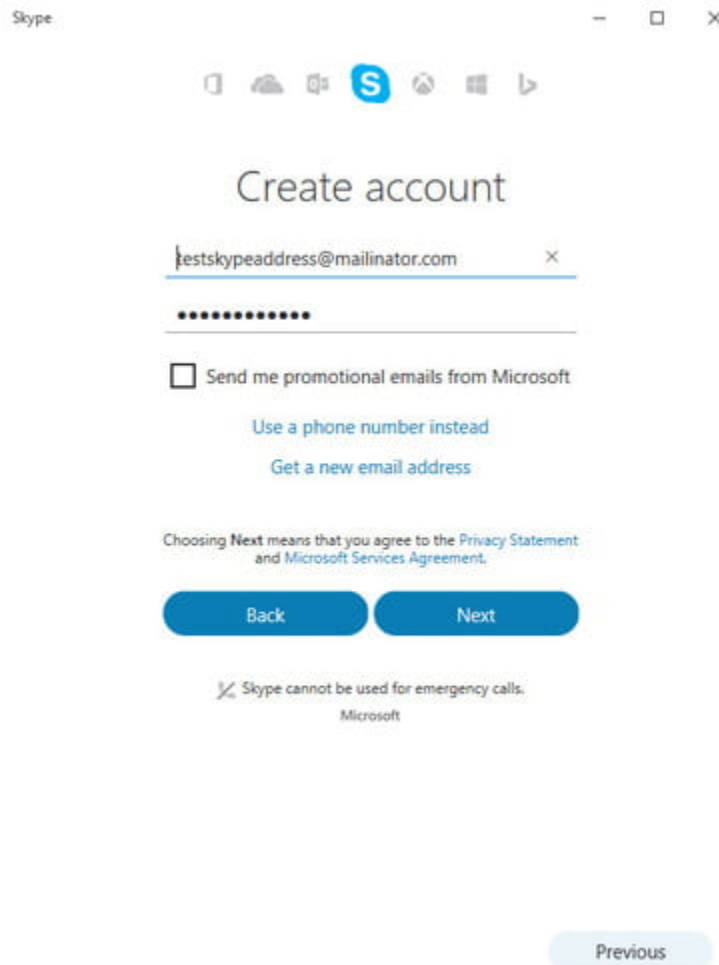 Skype
Create account
testskypeaddress@mailinator.com
••••••••••••
Send me promotional emails from Microsoft
Use a phone number instead
Get a new email address
Choosing Next means that you agree to the Privacy Statement
and Microsoft Services Agreement.
Back Next
Skype cannot be used for emergency calls.
Microsoft
Previous